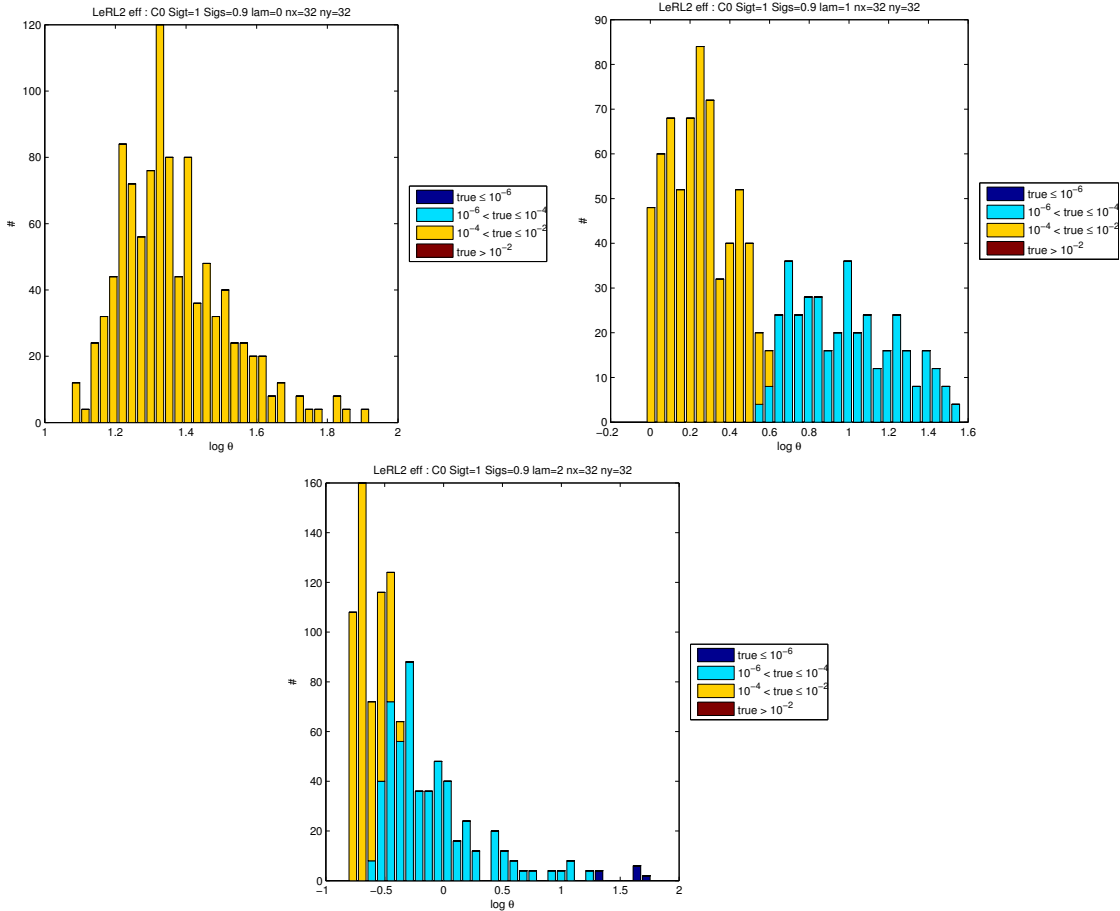 LeRL2 eff : C0 Sigt=1 Sigs=0.9 lam=0 nx=32 ny=32
120
100
80
60
40
20
0
#
1 1.2 1.4 1.6 1.8 2
log θ
true ≤ 10⁻⁶
10⁻⁶ < true ≤ 10⁻⁴
10⁻⁴ < true ≤ 10⁻²
true > 10⁻²
LeRL2 eff : C0 Sigt=1 Sigs=0.9 lam=1 nx=32 ny=32
90
80
70
60
50
40
30
20
10
0
#
−0.2 0 0.2 0.4 0.6 0.8 1 1.2 1.4 1.6
log θ
true ≤ 10⁻⁶
10⁻⁶ < true ≤ 10⁻⁴
10⁻⁴ < true ≤ 10⁻²
true > 10⁻²
LeRL2 eff : C0 Sigt=1 Sigs=0.9 lam=2 nx=32 ny=32
160
140
120
100
80
60
40
20
0
#
−1 −0.5 0 0.5 1 1.5 2
log θ
true ≤ 10⁻⁶
10⁻⁶ < true ≤ 10⁻⁴
10⁻⁴ < true ≤ 10⁻²
true > 10⁻²